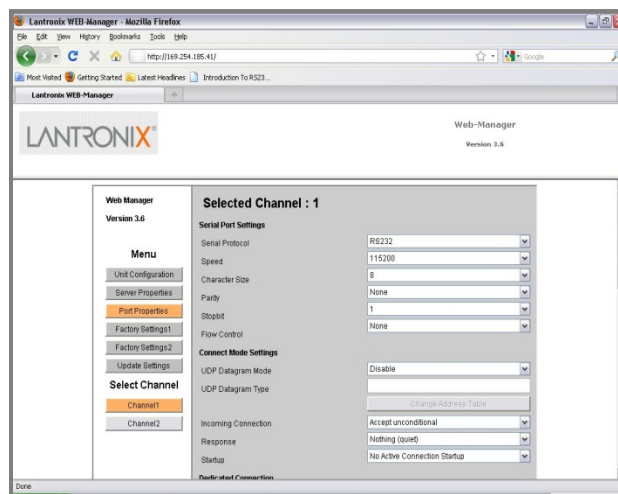 Lantronix WEB-Manager - Mozilla Firefox
File Edit View History Bookmarks Tools Help
http://169.254.185.41/ Google
Most Visited Getting Started Latest Headlines Introduction To RS23...
Lantronix WEB-Manager
LANTRONIX®
Web-Manager
Version 3.6
Web Manager
Version 3.6
Menu
Unit Configuration
Server Properties
Port Properties
Factory Settings1
Factory Settings2
Update Settings
Select Channel
Channel1
Channel2
Selected Channel : 1
Serial Port Settings
Serial Protocol RS232
Speed 115200
Character Size 8
Parity None
Stopbit 1
Flow Control None
Connect Mode Settings
UDP Datagram Mode Disable
UDP Datagram Type
Change Address Table
Incoming Connection Accept unconditional
Response Nothing (quiet)
Startup No Active Connection Startup
Dedicated Connection
Done